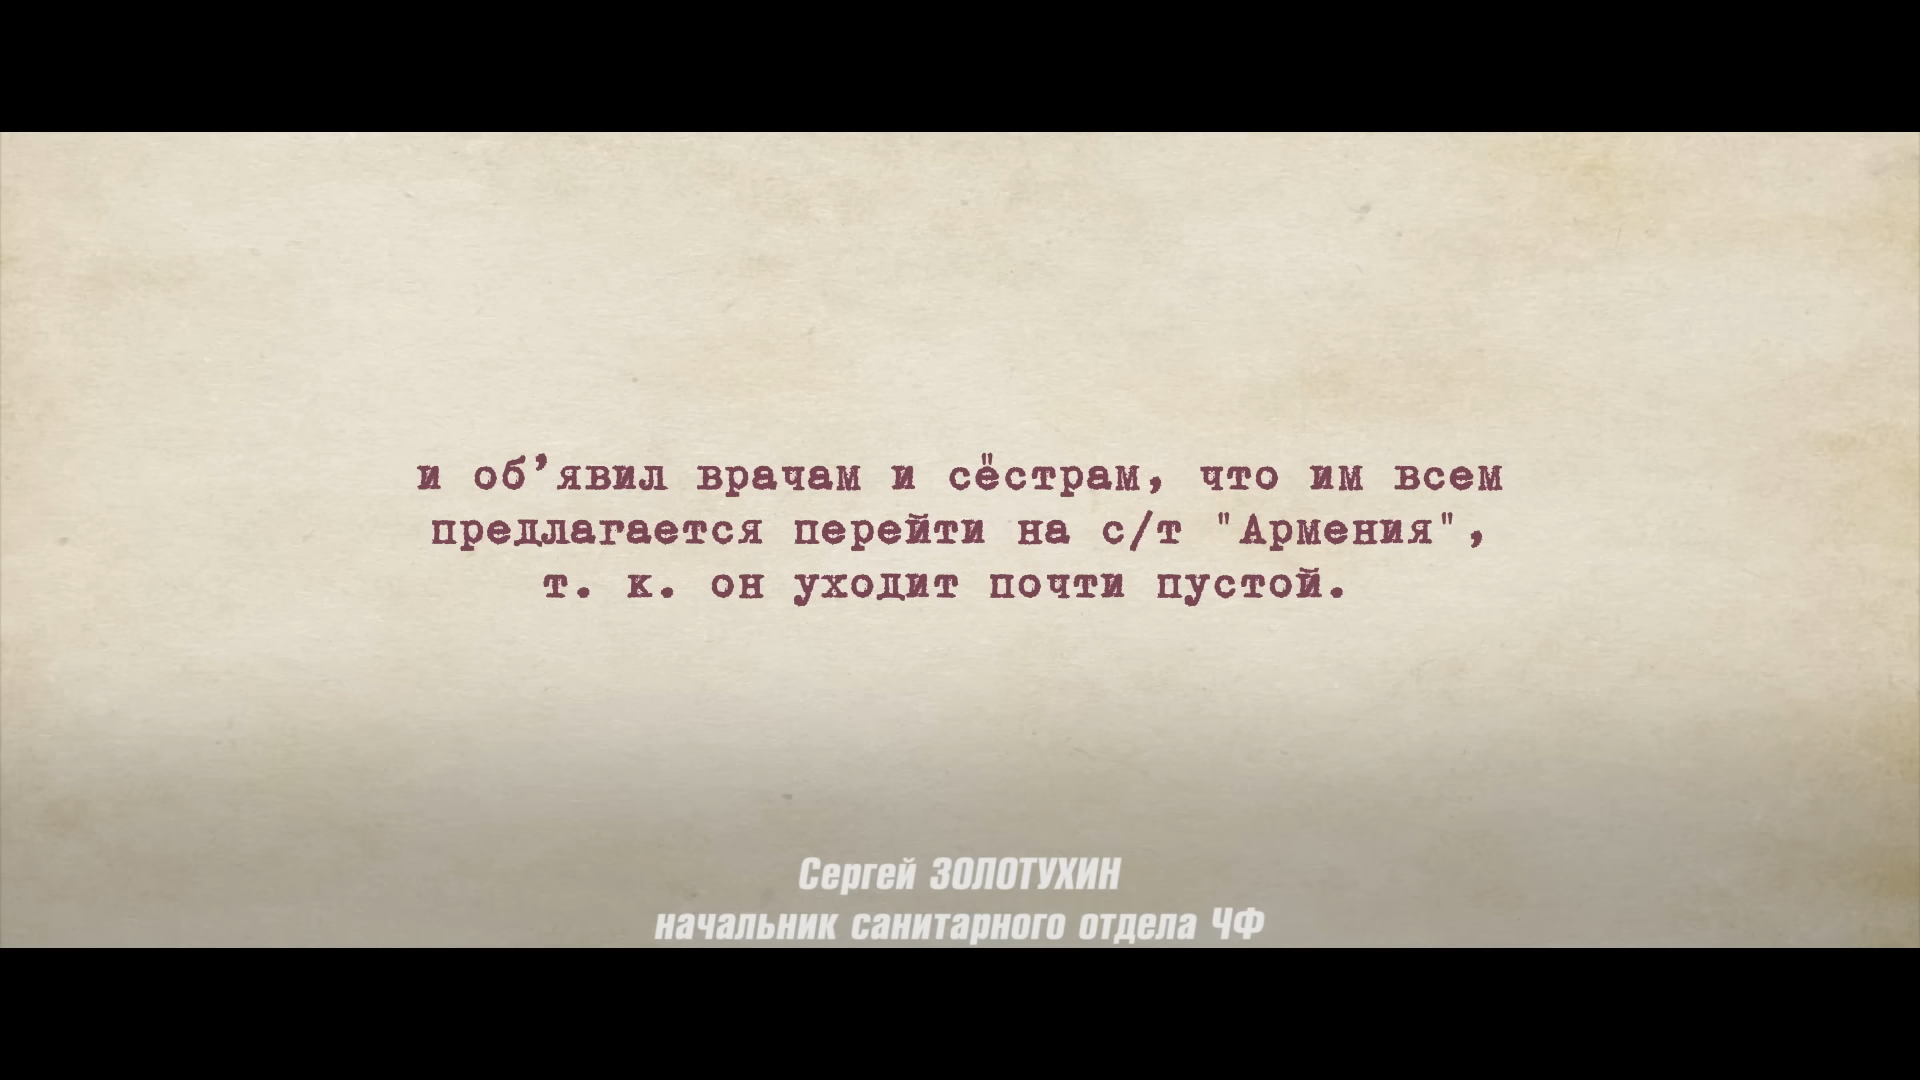 и об’явил врачам и сёстрам, что им всем
предлагается перейти на с/т "Армения",
т. к. он уходит почти пустой.
Сергей ЗОЛОТУХИН
начальник санитарного отдела ЧФ